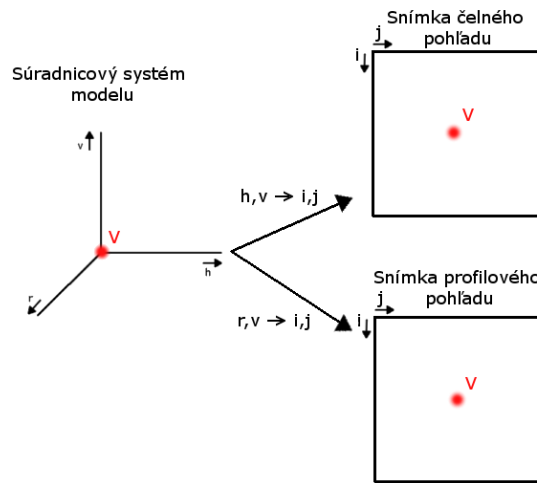 Súradnicový systém
modelu
v
V
h
r
h,v → i,j
r,v → i,j
Snímka čelného
pohľadu
j
i
V
Snímka profilového
pohľadu
j
i
V